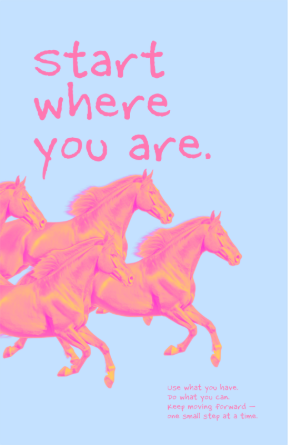 start
where
you are.
Use what you have.
Do what you can.
Keep moving forward —
one small step at a time.